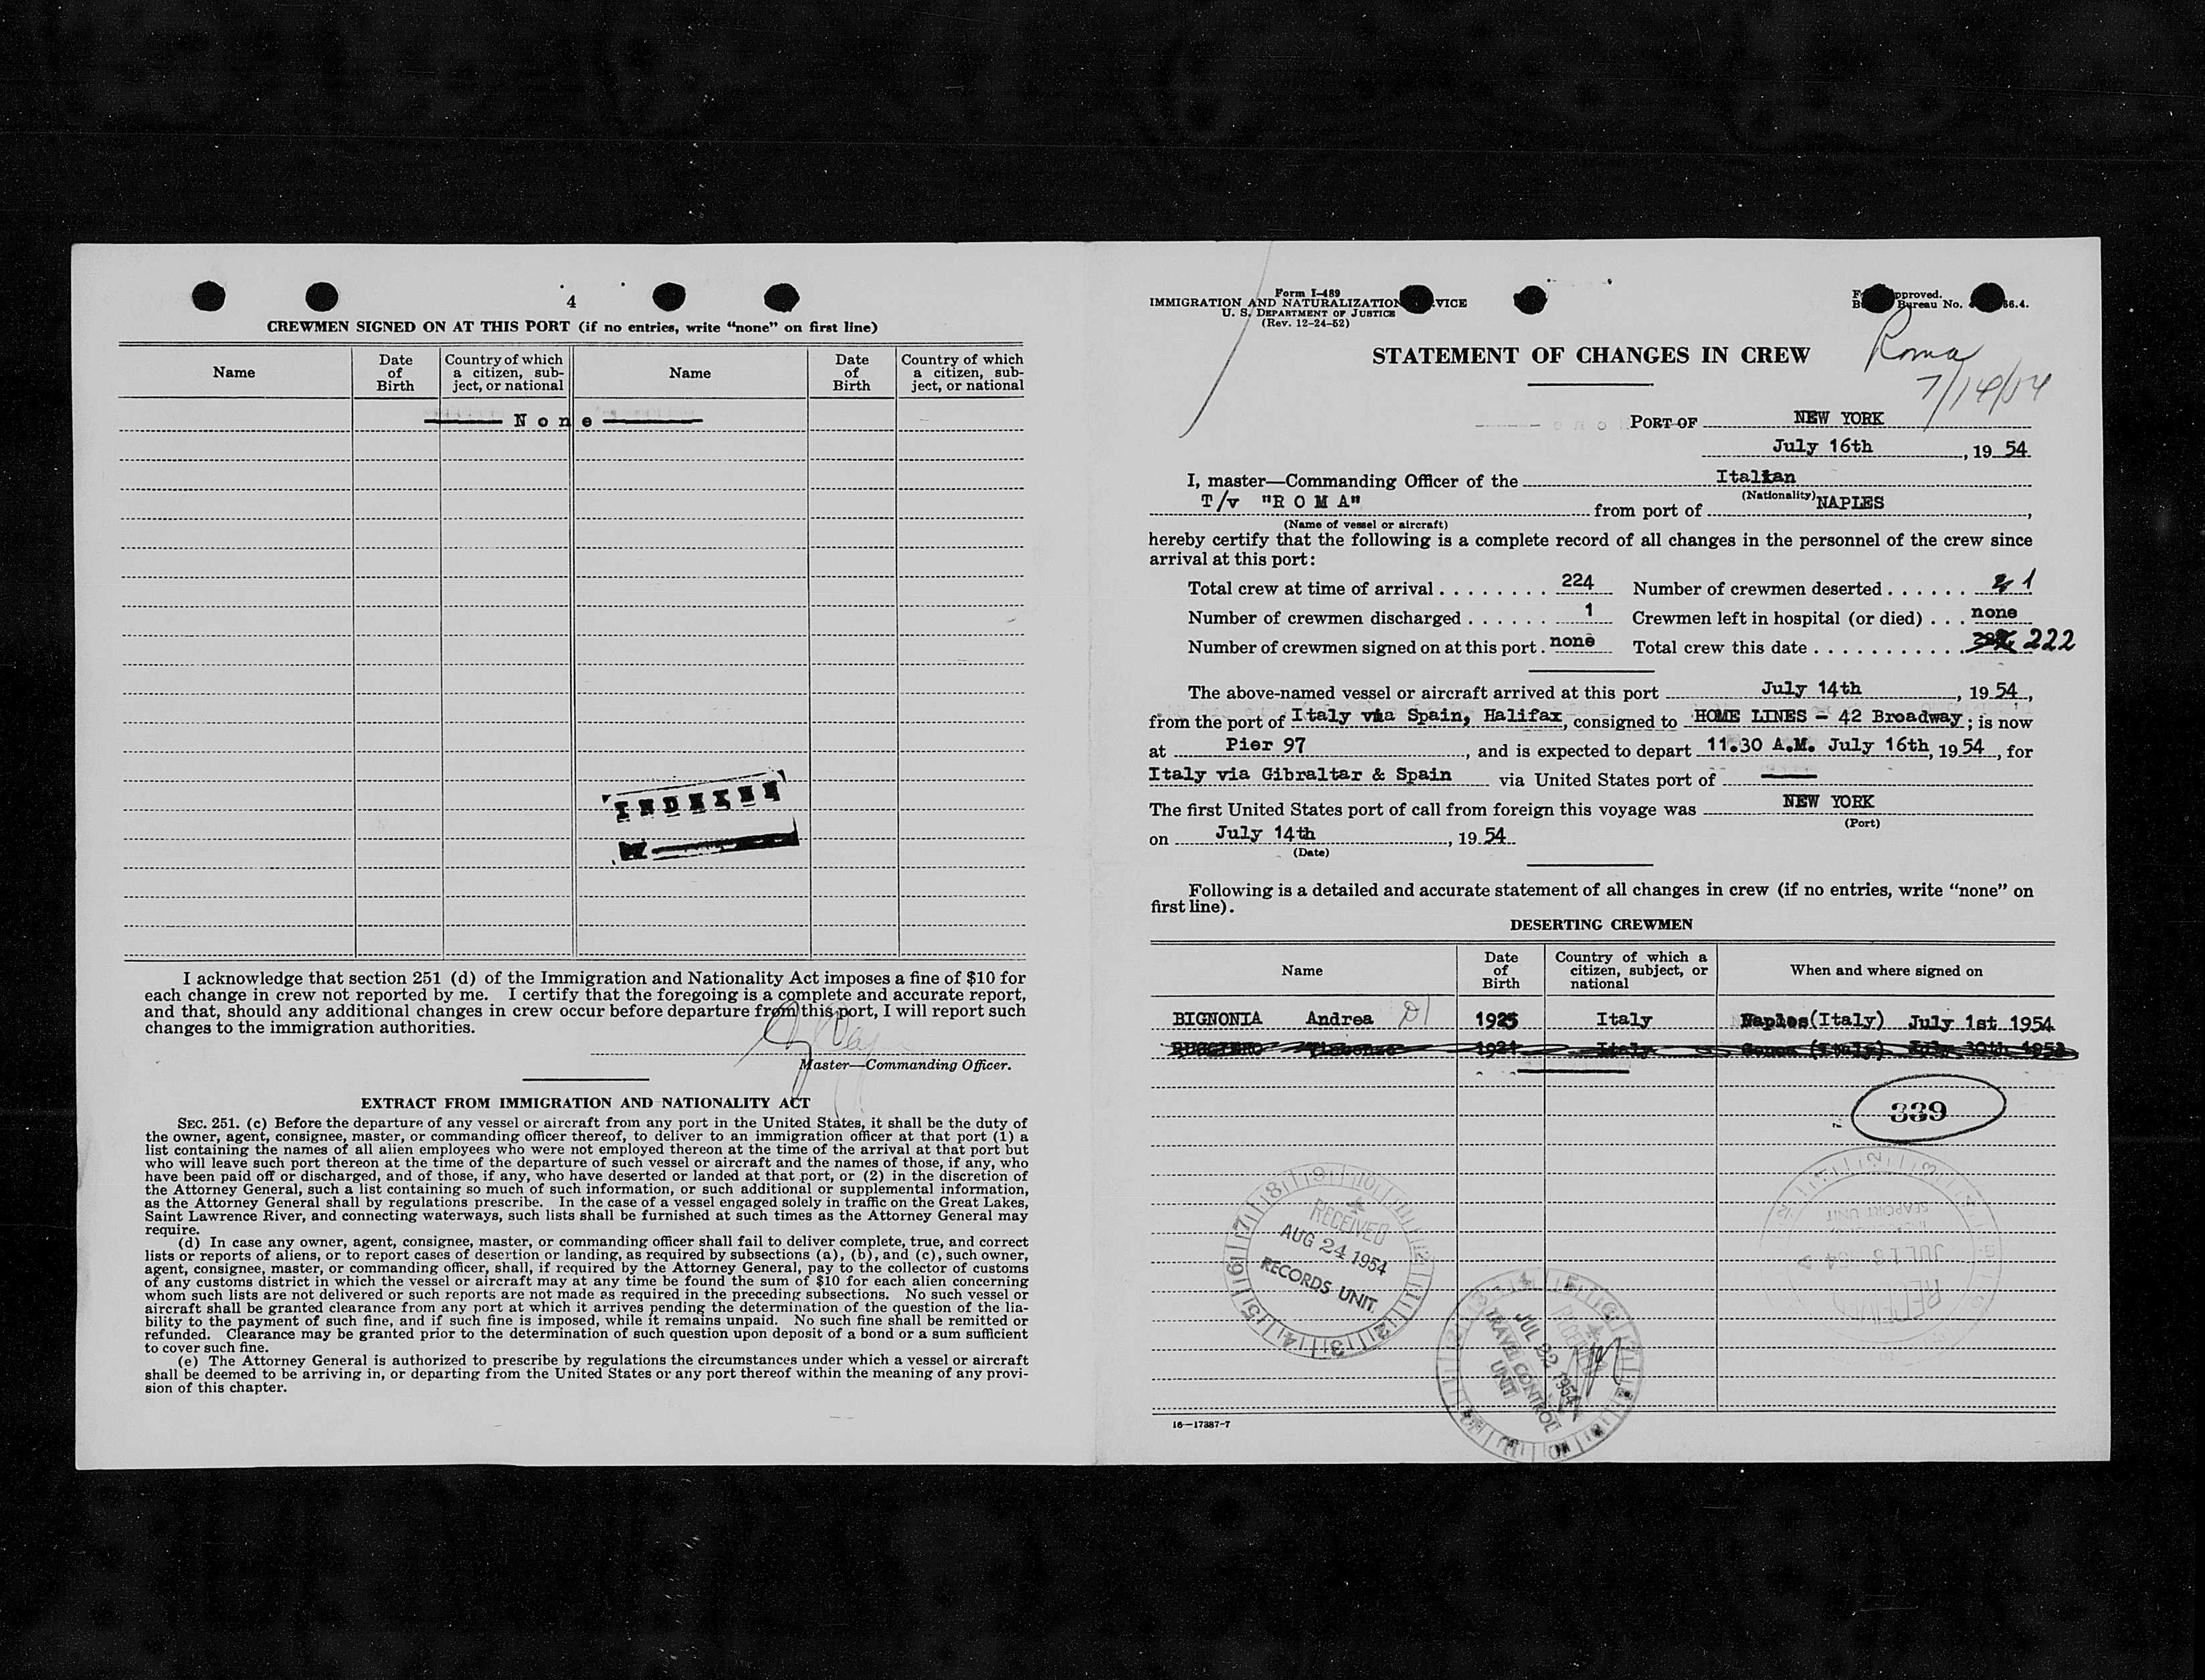 4
CREWMEN SIGNED ON AT THIS PORT (if no entries, write “none” on first line)
Name
Date of Birth
Country of which a citizen, subject, or national
Name
Date of Birth
Country of which a citizen, subject, or national
None
INDEXED
I acknowledge that section 251 (d) of the Immigration and Nationality Act imposes a fine of $10 for
each change in crew not reported by me. I certify that the foregoing is a complete and accurate report,
and that, should any additional changes in crew occur before departure from this port, I will report such
changes to the immigration authorities.
Master—Commanding Officer.
EXTRACT FROM IMMIGRATION AND NATIONALITY ACT
SEC. 251. (c) Before the departure of any vessel or aircraft from any port in the United States, it shall be the duty of
the owner, agent, consignee, master, or commanding officer thereof, to deliver to an immigration officer at that port (1) a
list containing the names of all alien employees who were not employed thereon at the time of the arrival at that port but
who will leave such port thereon at the time of the departure of such vessel or aircraft and the names of those, if any, who
have been paid off or discharged, and of those, if any, who have deserted or landed at that port, or (2) in the discretion of
the Attorney General, such a list containing so much of such information, or such additional or supplemental information,
as the Attorney General shall by regulations prescribe. In the case of a vessel engaged solely in traffic on the Great Lakes,
Saint Lawrence River, and connecting waterways, such lists shall be furnished at such times as the Attorney General may
require.
(d) In case any owner, agent, consignee, master, or commanding officer shall fail to deliver complete, true, and correct
lists or reports of aliens, or to report cases of desertion or landing, as required by subsections (a), (b), and (c), such owner,
agent, consignee, master, or commanding officer, shall, if required by the Attorney General, pay to the collector of customs
of any customs district in which the vessel or aircraft may at any time be found the sum of $10 for each alien concerning
whom such lists are not delivered or such reports are not made as required in the preceding subsections. No such vessel or
aircraft shall be granted clearance from any port at which it arrives pending the determination of the question of the lia-
bility to the payment of such fine, and if such fine is imposed, while it remains unpaid. No such fine shall be remitted or
refunded. Clearance may be granted prior to the determination of such question upon deposit of a bond or a sum sufficient
to cover such fine.
(e) The Attorney General is authorized to prescribe by regulations the circumstances under which a vessel or aircraft
shall be deemed to be arriving in, or departing from the United States or any port thereof within the meaning of any provi-
sion of this chapter.
Form I-489
IMMIGRATION AND NATURALIZATION VICE
U. S. DEPARTMENT OF JUSTICE
(Rev. 12-24-52)
pproved.
Bureau No. 66.4.
Roma
7/14/54
STATEMENT OF CHANGES IN CREW
PORT OF NEW YORK
July 16th, 19 54
I, master—Commanding Officer of the Italian
(Nationality)
T/v "R O M A" from port of NAPLES,
(Name of vessel or aircraft)
hereby certify that the following is a complete record of all changes in the personnel of the crew since
arrival at this port:
Total crew at time of arrival 224 Number of crewmen deserted 1
Number of crewmen discharged 1 Crewmen left in hospital (or died) none
Number of crewmen signed on at this port none Total crew this date 222
The above-named vessel or aircraft arrived at this port July 14th, 19 54,
from the port of Italy via Spain, Halifax, consigned to HOME LINES - 42 Broadway; is now
at Pier 97, and is expected to depart 11.30 A.M. July 16th, 19 54, for
Italy via Gibraltar & Spain via United States port of
The first United States port of call from foreign this voyage was NEW YORK
(Port)
on July 14th, 19 54
(Date)
Following is a detailed and accurate statement of all changes in crew (if no entries, write “none” on
first line).
DESERTING CREWMEN
Name
Date of Birth
Country of which a citizen, subject, or national
When and where signed on
BIGNONIA Andrea 1925 Italy Naples(Italy) July 1st 1954
339
RECEIVED
AUG 24 1954
RECORDS UNIT.
JUL 22 1954
TRAVEL CONTROL UNIT
RECEIVED
SEAPORT UNIT
16—17387-7